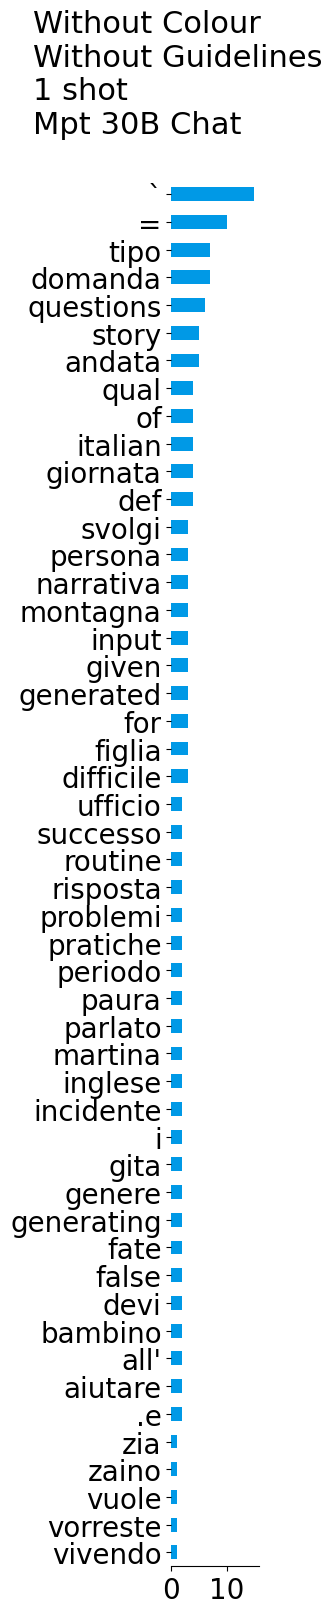 Without Colour
Without Guidelines
1 shot
Mpt 30B Chat
`
=
tipo
domanda
questions
story
andata
qual
of
italian
giornata
def
svolgi
persona
narrativa
montagna
input
given
generated
for
figlia
difficile
ufficio
successo
routine
risposta
problemi
pratiche
periodo
paura
parlato
martina
inglese
incidente
i
gita
genere
generating
fate
false
devi
bambino
all'
aiutare
.e
zia
zaino
vuole
vorreste
vivendo
0 10